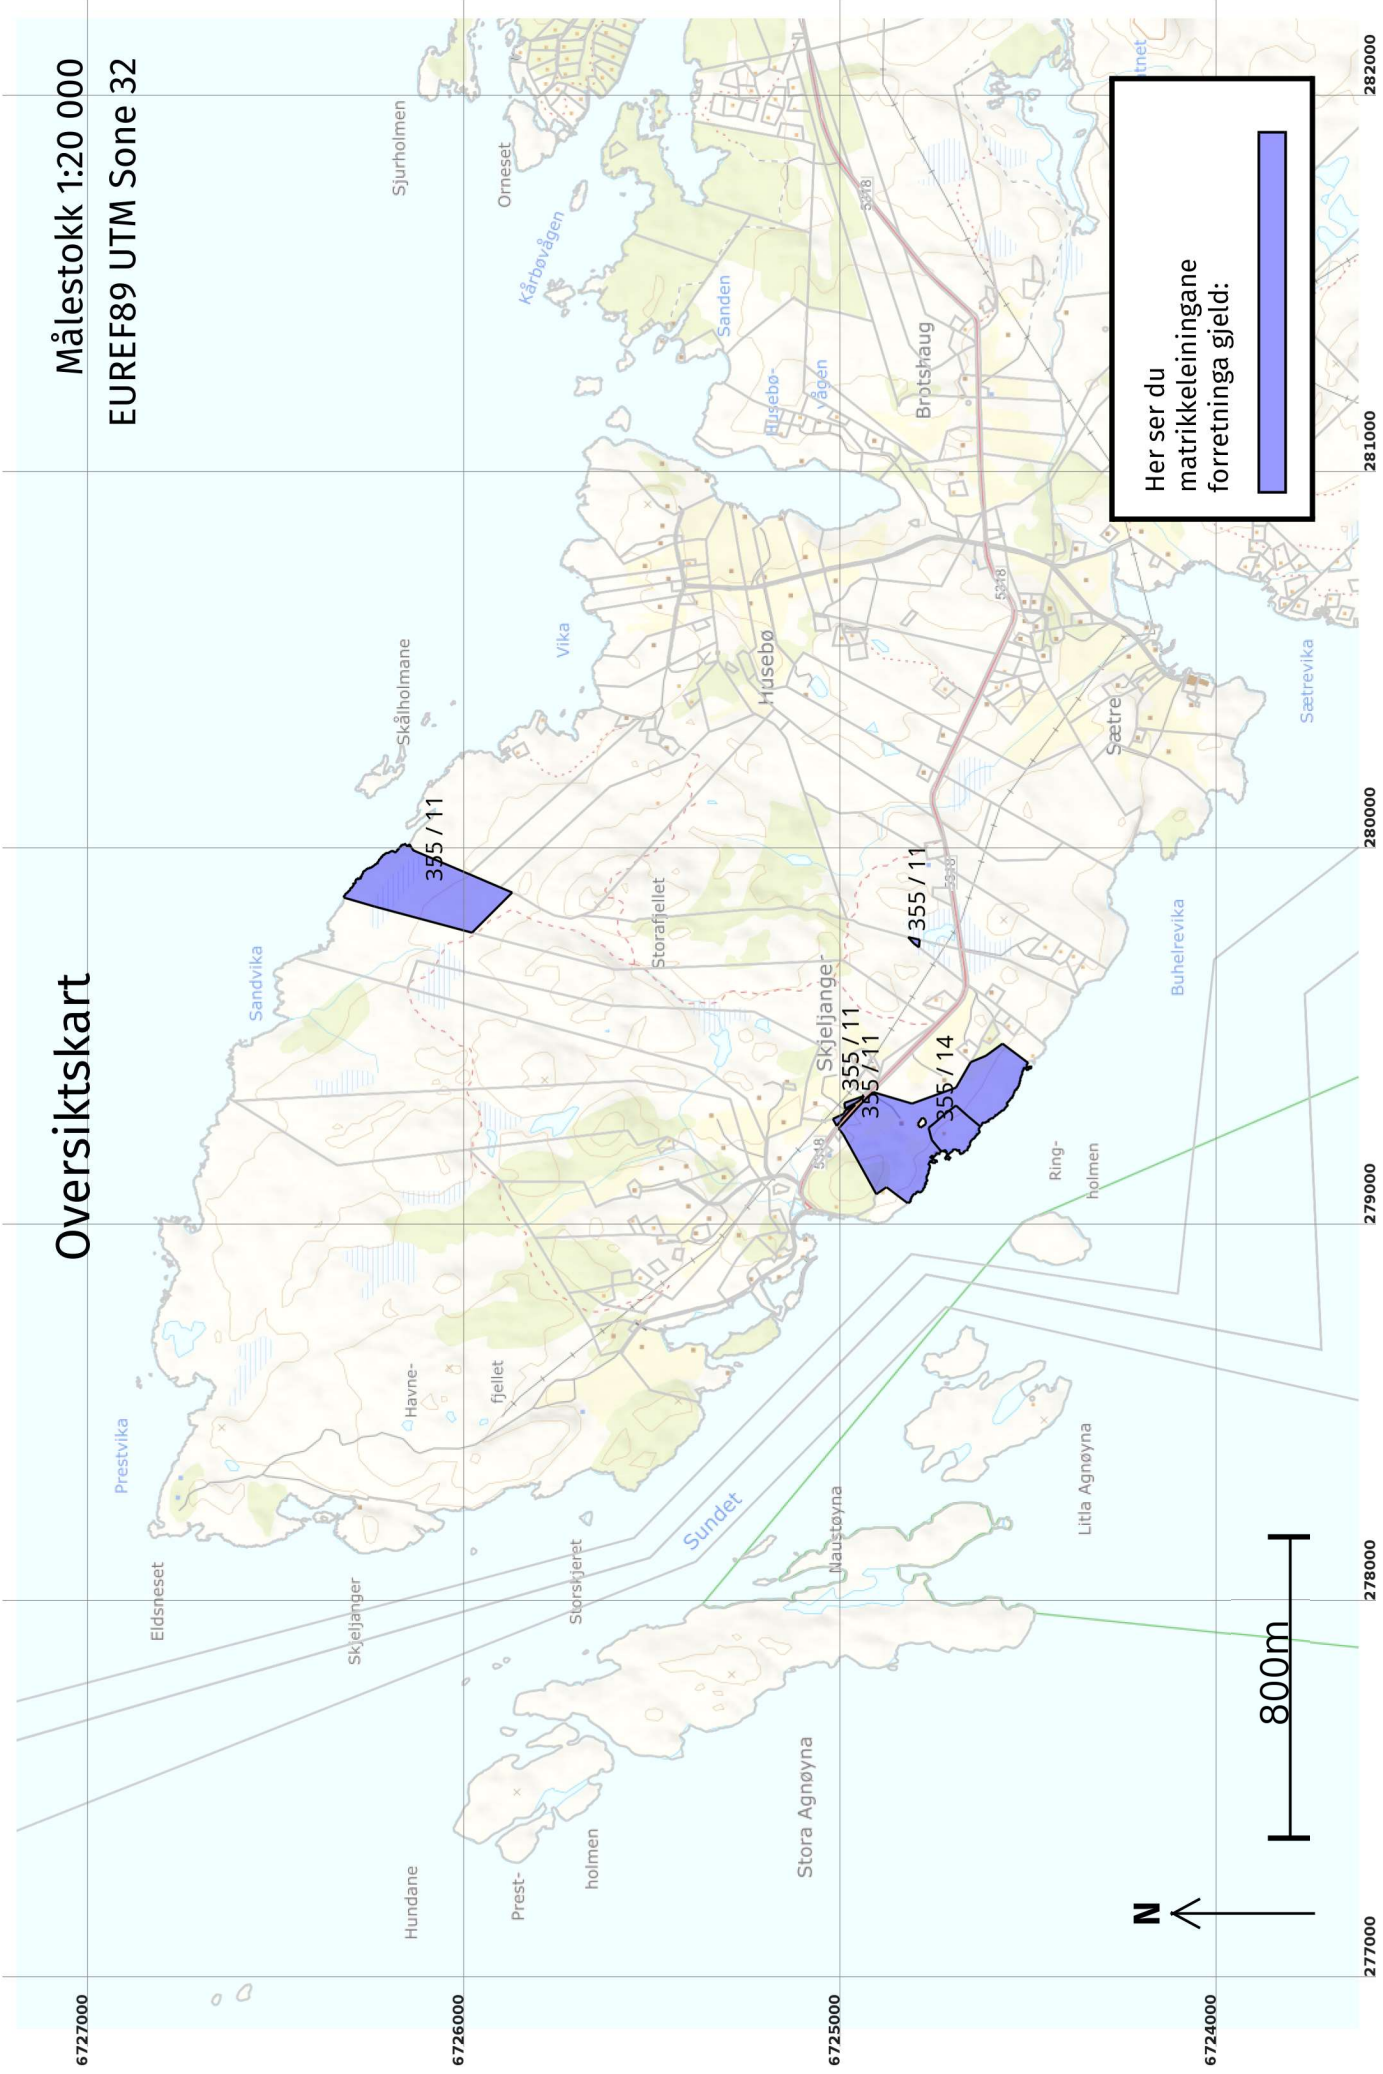 Oversiktskart
Målestok 1:20 000
EUREF89 UTM Sone 32
Her ser du
matrikkeleiningane
forretninga gjeld:
N
800m
6727000
6726000
6725000
6724000
277000
278000
279000
280000
281000
282000
Prestvika
Sandvika
Eldsneset
Skjeljanger
Hundane
Prest-
holmen
Storskjeret
Havne-
fjellet
Skålholmane
Vika
Sjurholmen
Orneset
Kårbøvågen
Sanden
Husebø-
vågen
Brotshaug
Husebø
Storafjellet
Skjeljanger
Sætre
Sætrevika
Buhelrevika
Ring-
holmen
Sundet
Naustøyna
Litla Agnøyna
Stora Agnøyna
355 / 11
355 / 11
355 / 11
355 / 11
355 / 14
5318
5318
5318
5318
tnet